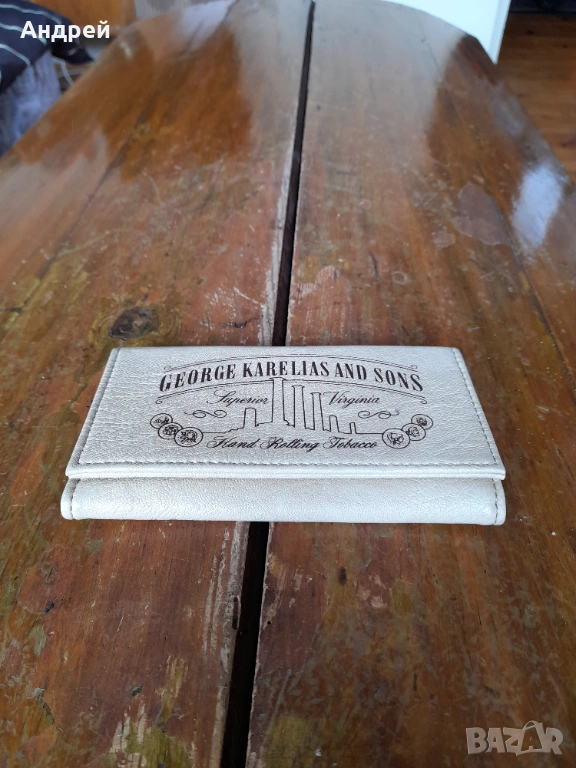 Андрей
GEORGE KARELIAS AND SONS
Superior Virginia
Hand Rolling Tobacco
BAZAR